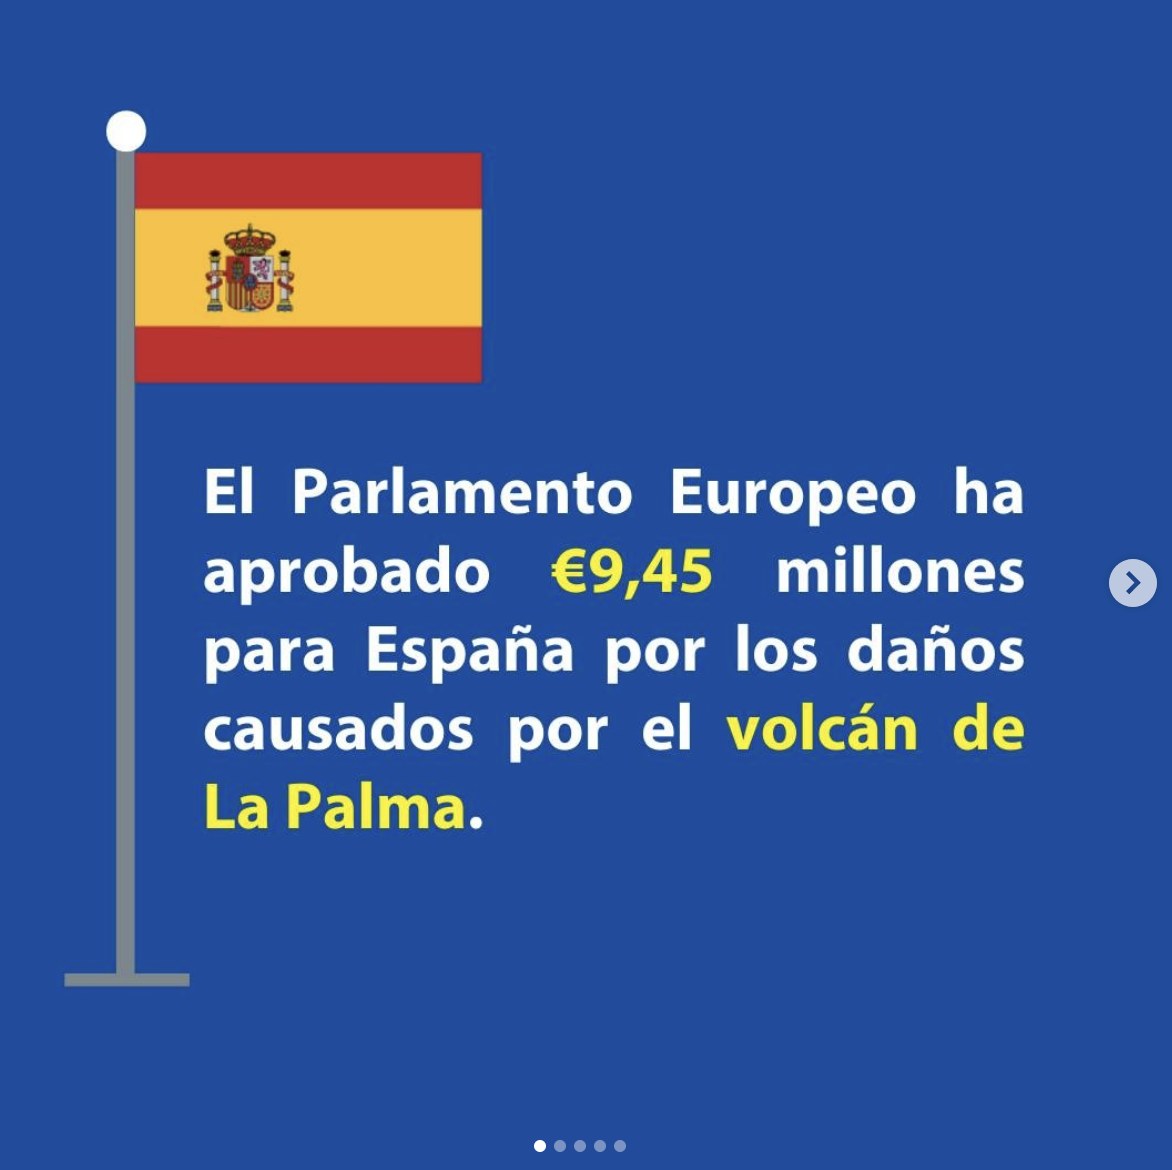 El Parlamento Europeo ha
aprobado €9,45 millones
para España por los daños
causados por el volcán de
La Palma.